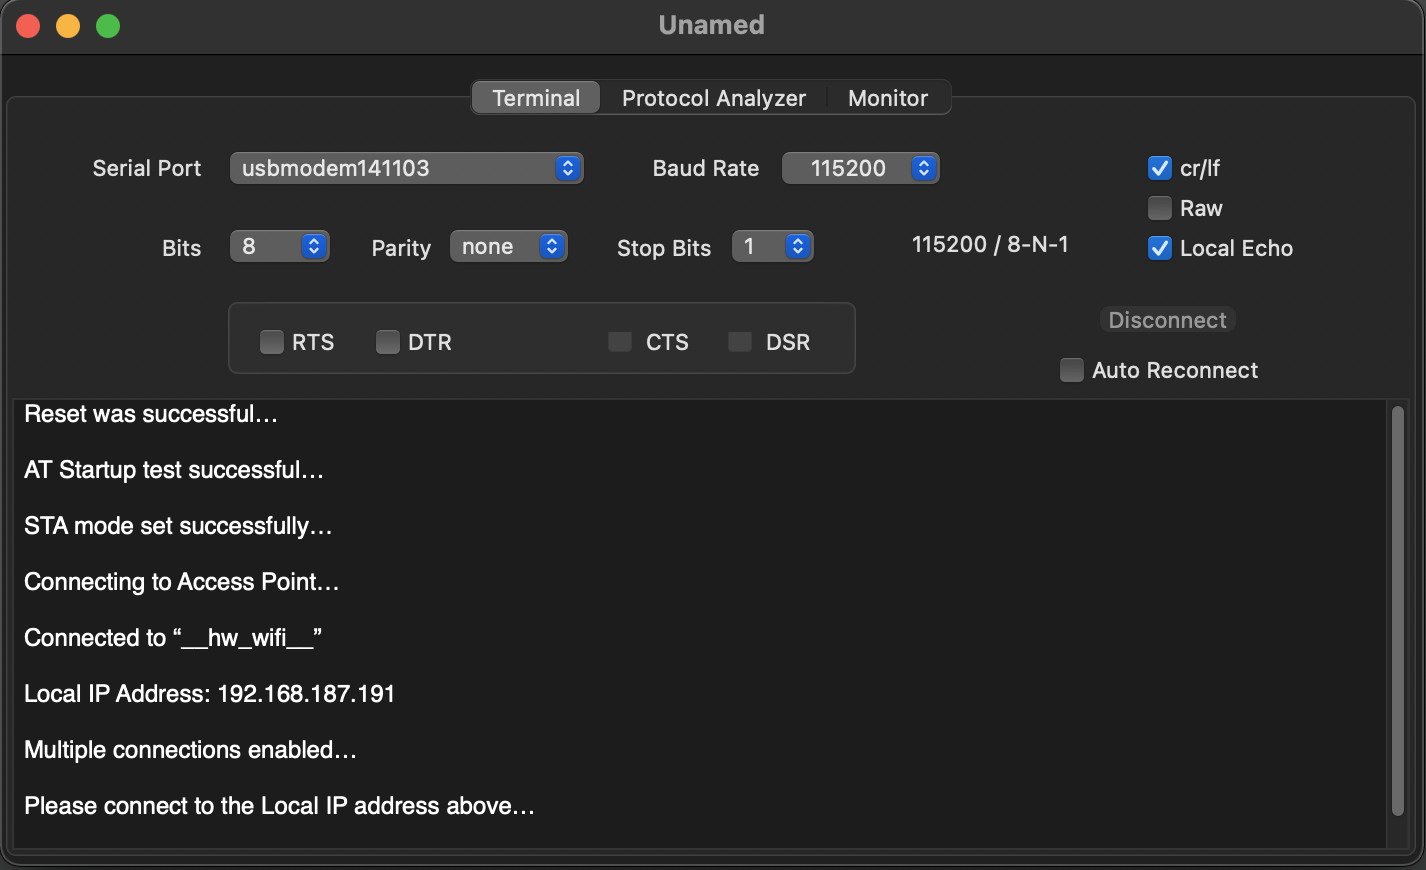 Unamed
Terminal Protocol Analyzer Monitor
Serial Port usbmodem141103 Baud Rate 115200 cr/lf
Raw
Bits 8 Parity none Stop Bits 1 115200 / 8-N-1 Local Echo
Disconnect
RTS DTR CTS DSR
Auto Reconnect
Reset was successful…
AT Startup test successful…
STA mode set successfully…
Connecting to Access Point…
Connected to “__hw_wifi__”
Local IP Address: 192.168.187.191
Multiple connections enabled…
Please connect to the Local IP address above…